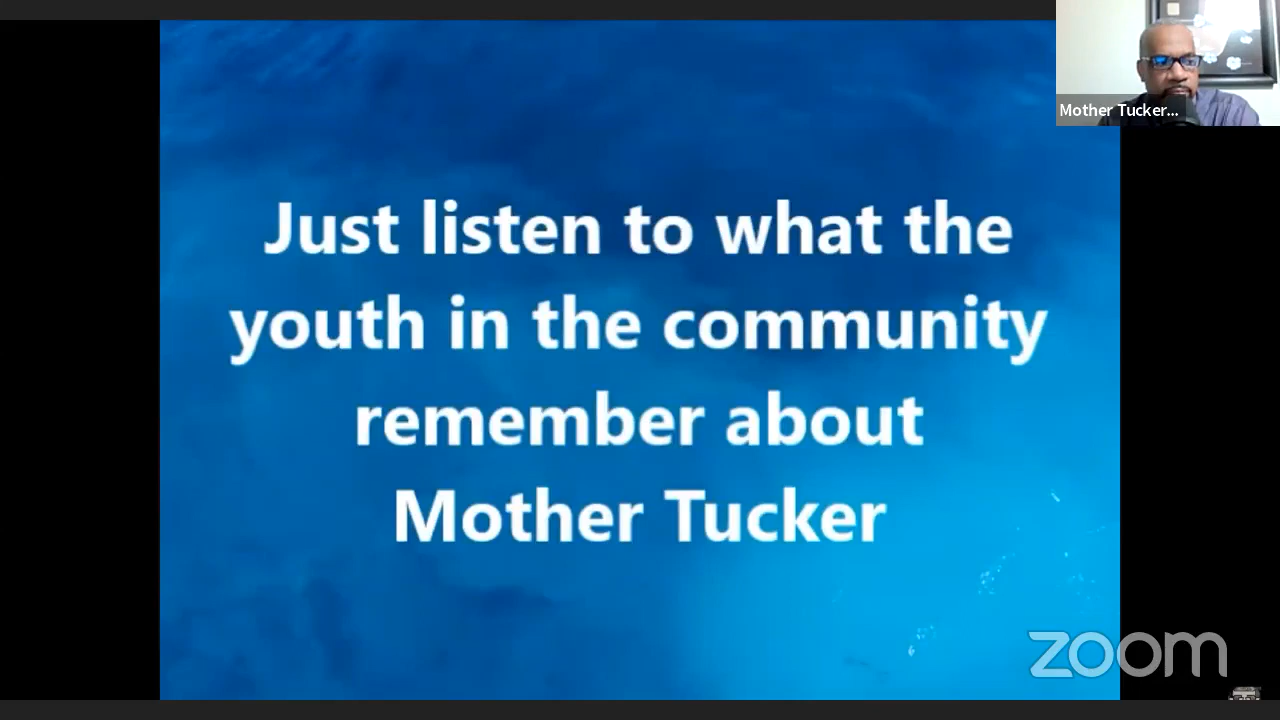 Mother Tucker...
Just listen to what the
youth in the community
remember about
Mother Tucker
zoom